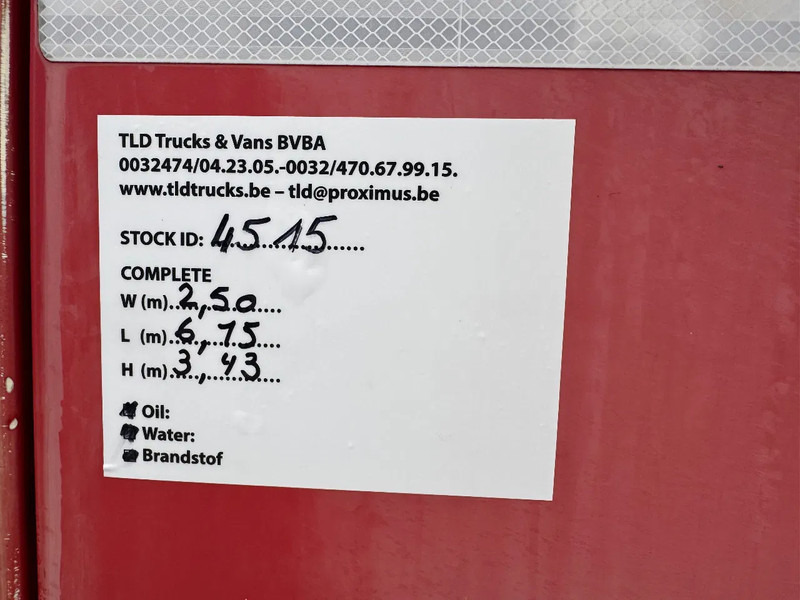 TLD Trucks & Vans BVBA
0032474/04.23.05.-0032/470.67.99.15.
www.tldtrucks.be – tld@proximus.be
STOCK ID: 4515
COMPLETE
W (m) 2,50
L (m) 6,15
H (m) 3,43
Oil:
Water:
Brandstof